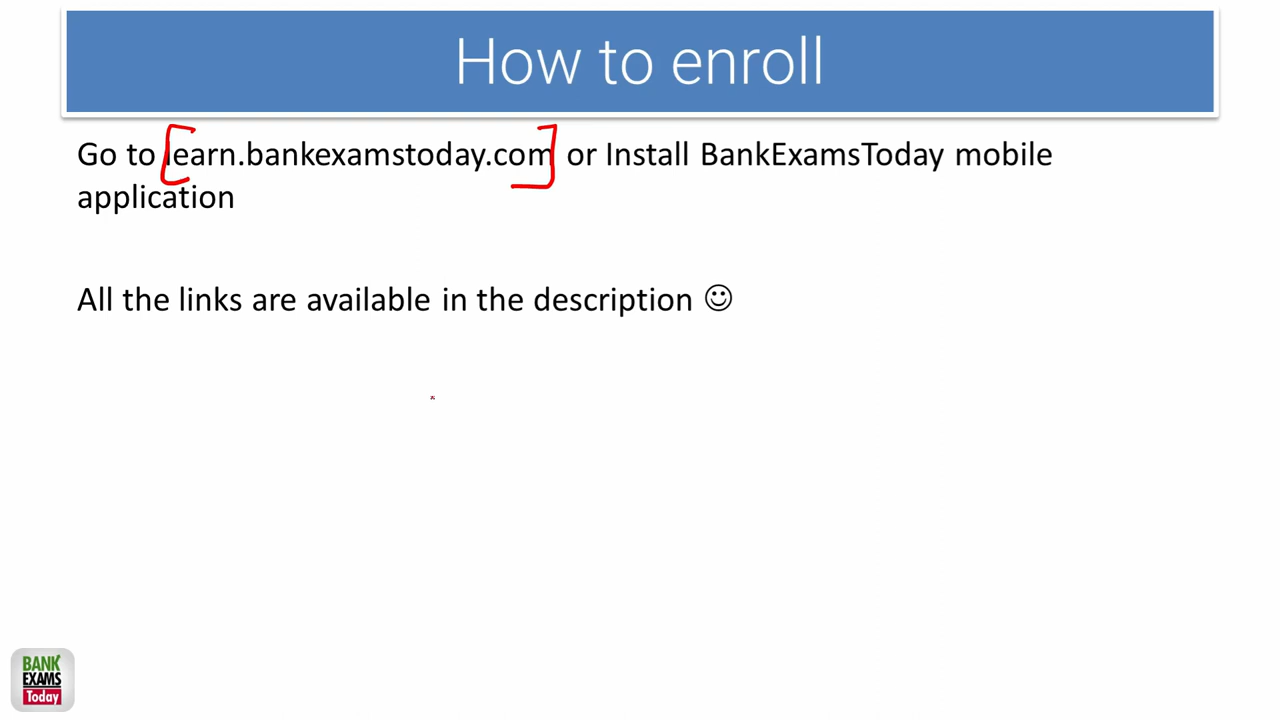 How to enroll
Go to learn.bankexamstoday.com or Install BankExamsToday mobile
application
All the links are available in the description ☺
BANK
EXAMS
Today